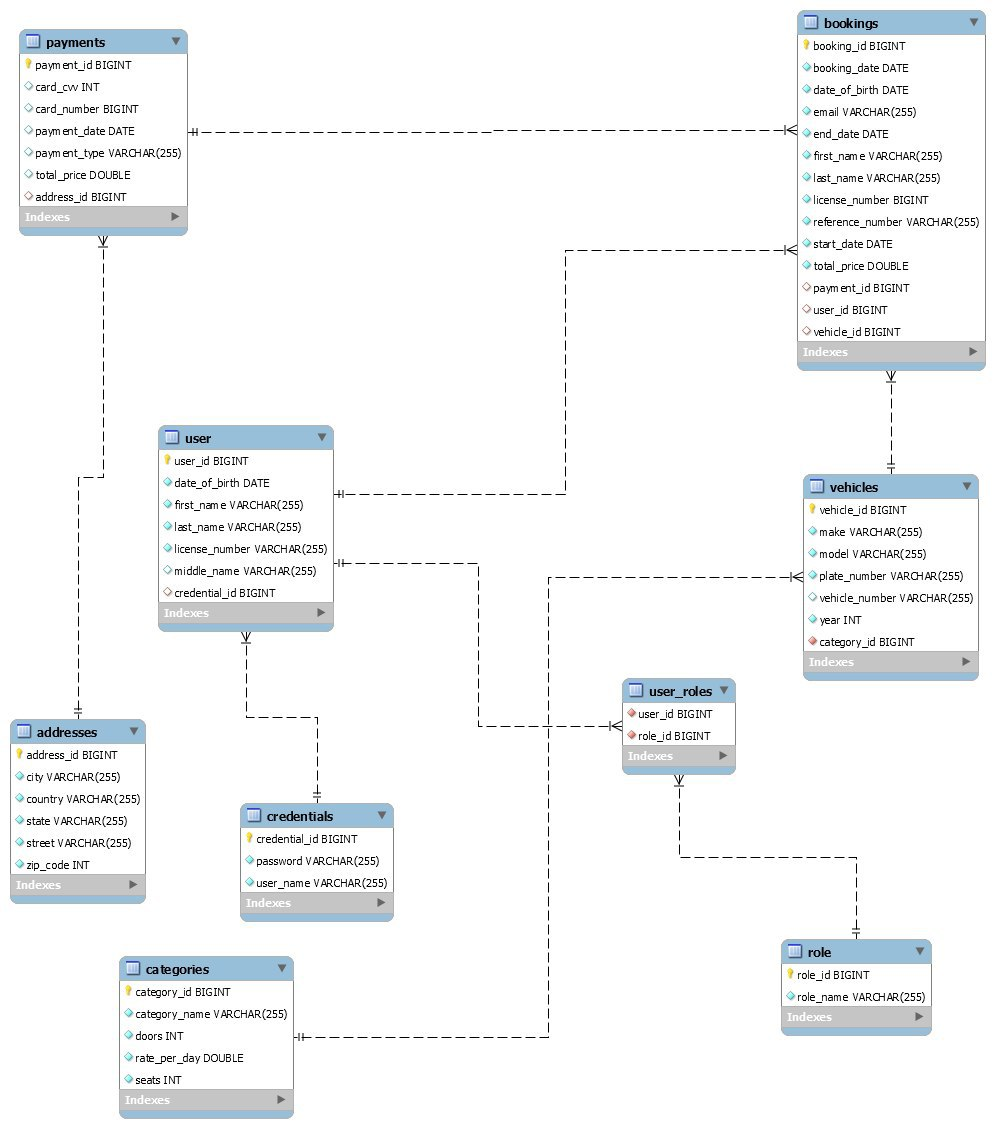 payments
payment_id BIGINT
card_cvv INT
card_number BIGINT
payment_date DATE
payment_type VARCHAR(255)
total_price DOUBLE
address_id BIGINT
Indexes
bookings
booking_id BIGINT
booking_date DATE
date_of_birth DATE
email VARCHAR(255)
end_date DATE
first_name VARCHAR(255)
last_name VARCHAR(255)
license_number BIGINT
reference_number VARCHAR(255)
start_date DATE
total_price DOUBLE
payment_id BIGINT
user_id BIGINT
vehicle_id BIGINT
Indexes
user
user_id BIGINT
date_of_birth DATE
first_name VARCHAR(255)
last_name VARCHAR(255)
license_number VARCHAR(255)
middle_name VARCHAR(255)
credential_id BIGINT
Indexes
vehicles
vehicle_id BIGINT
make VARCHAR(255)
model VARCHAR(255)
plate_number VARCHAR(255)
vehicle_number VARCHAR(255)
year INT
category_id BIGINT
Indexes
user_roles
user_id BIGINT
role_id BIGINT
Indexes
addresses
address_id BIGINT
city VARCHAR(255)
country VARCHAR(255)
state VARCHAR(255)
street VARCHAR(255)
zip_code INT
Indexes
credentials
credential_id BIGINT
password VARCHAR(255)
user_name VARCHAR(255)
Indexes
role
role_id BIGINT
role_name VARCHAR(255)
Indexes
categories
category_id BIGINT
category_name VARCHAR(255)
doors INT
rate_per_day DOUBLE
seats INT
Indexes